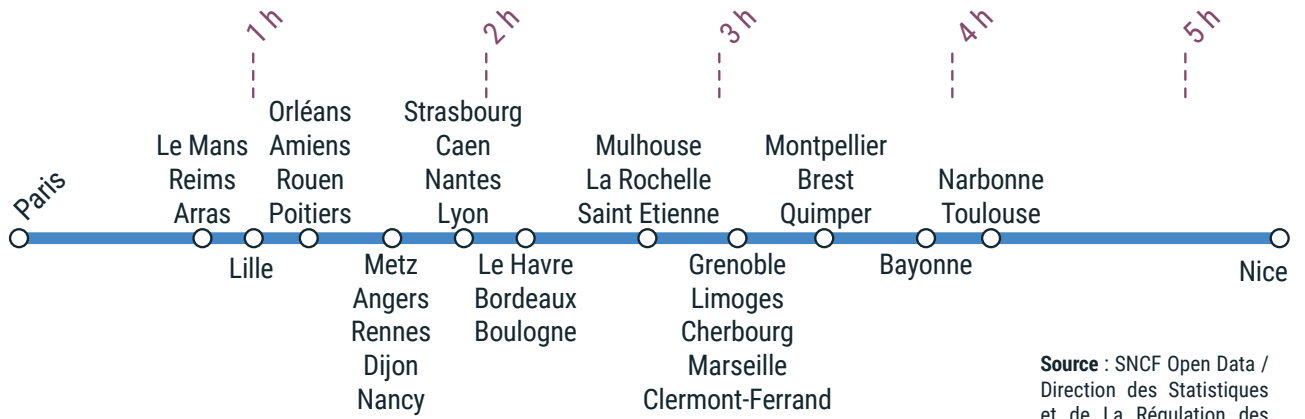 1 h
2 h
3 h
4 h
5 h
Paris
Le Mans
Reims
Arras
Lille
Orléans
Amiens
Rouen
Poitiers
Metz
Angers
Rennes
Dijon
Nancy
Strasbourg
Caen
Nantes
Lyon
Le Havre
Bordeaux
Boulogne
Mulhouse
La Rochelle
Saint Etienne
Grenoble
Limoges
Cherbourg
Marseille
Clermont-Ferrand
Montpellier
Brest
Quimper
Bayonne
Narbonne
Toulouse
Nice
Source : SNCF Open Data /
Direction des Statistiques
et de La Régulation des